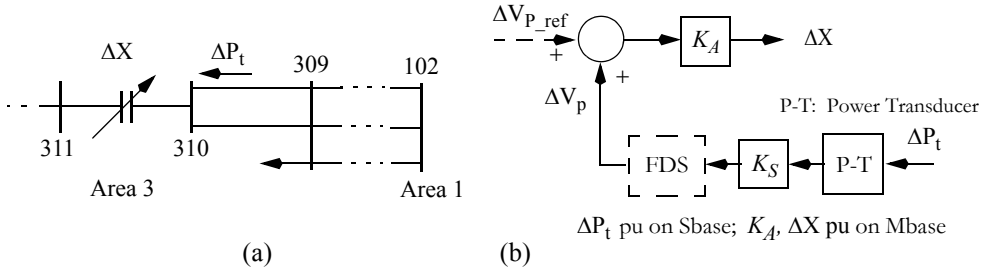 ΔX
ΔP_t
309
102
311
310
Area 3
Area 1
(a)
ΔV_P_ref
+
K_A
ΔX
+
ΔV_p
P-T: Power Transducer
ΔP_t
FDS
K_S
P-T
ΔP_t pu on Sbase; K_A, ΔX pu on Mbase
(b)